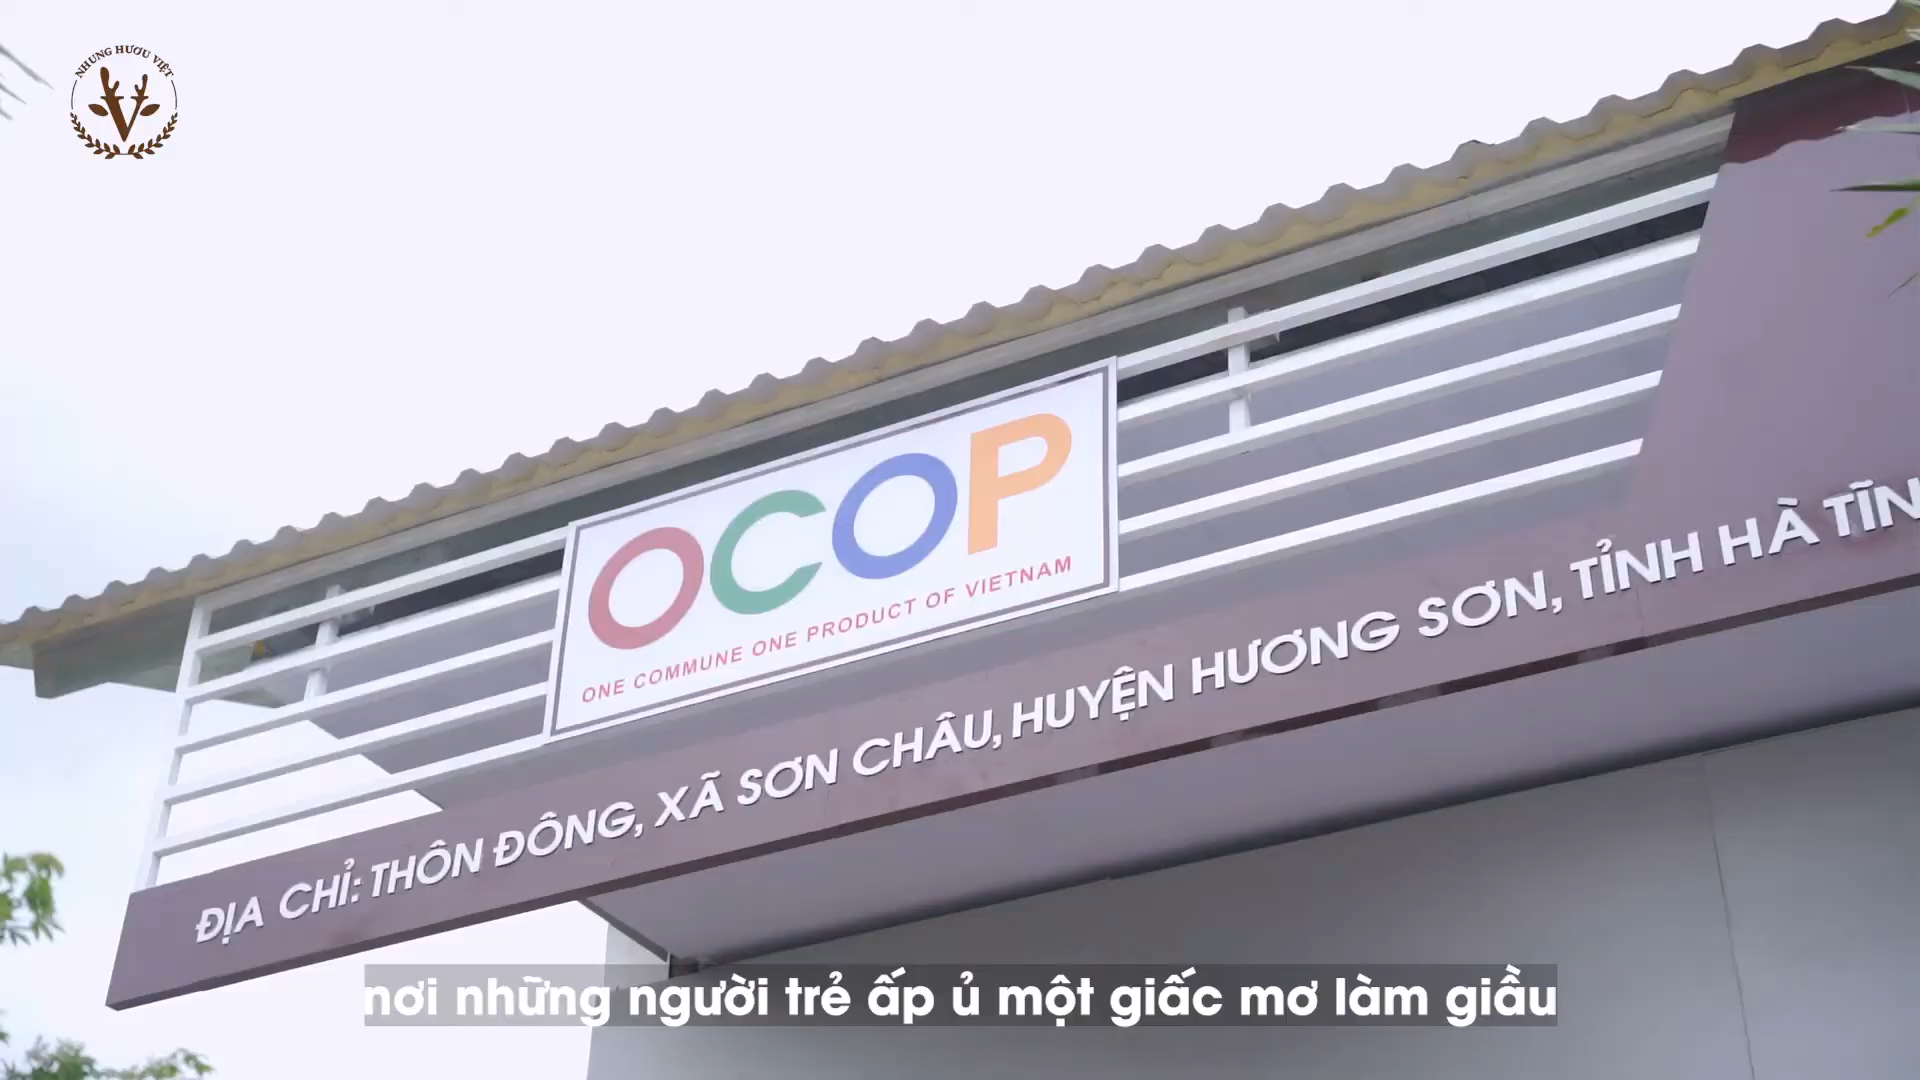 NHUNG HƯƠU VIỆT
OCOP
ONE COMMUNE ONE PRODUCT OF VIETNAM
ĐỊA CHỈ: THÔN ĐÔNG, XÃ SƠN CHÂU, HUYỆN HƯƠNG SƠN, TỈNH HÀ TĨN
nơi những người trẻ ấp ủ một giấc mơ làm giầu